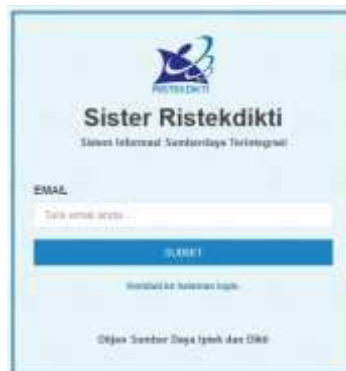 RISTEKDIKTI
Sister Ristekdikti
Sistem Informasi Sumberdaya Terintegrasi
EMAIL
Tulis email anda ...
SUBMIT
Kembali ke halaman login
Ditjen Sumber Daya Iptek dan Dikti